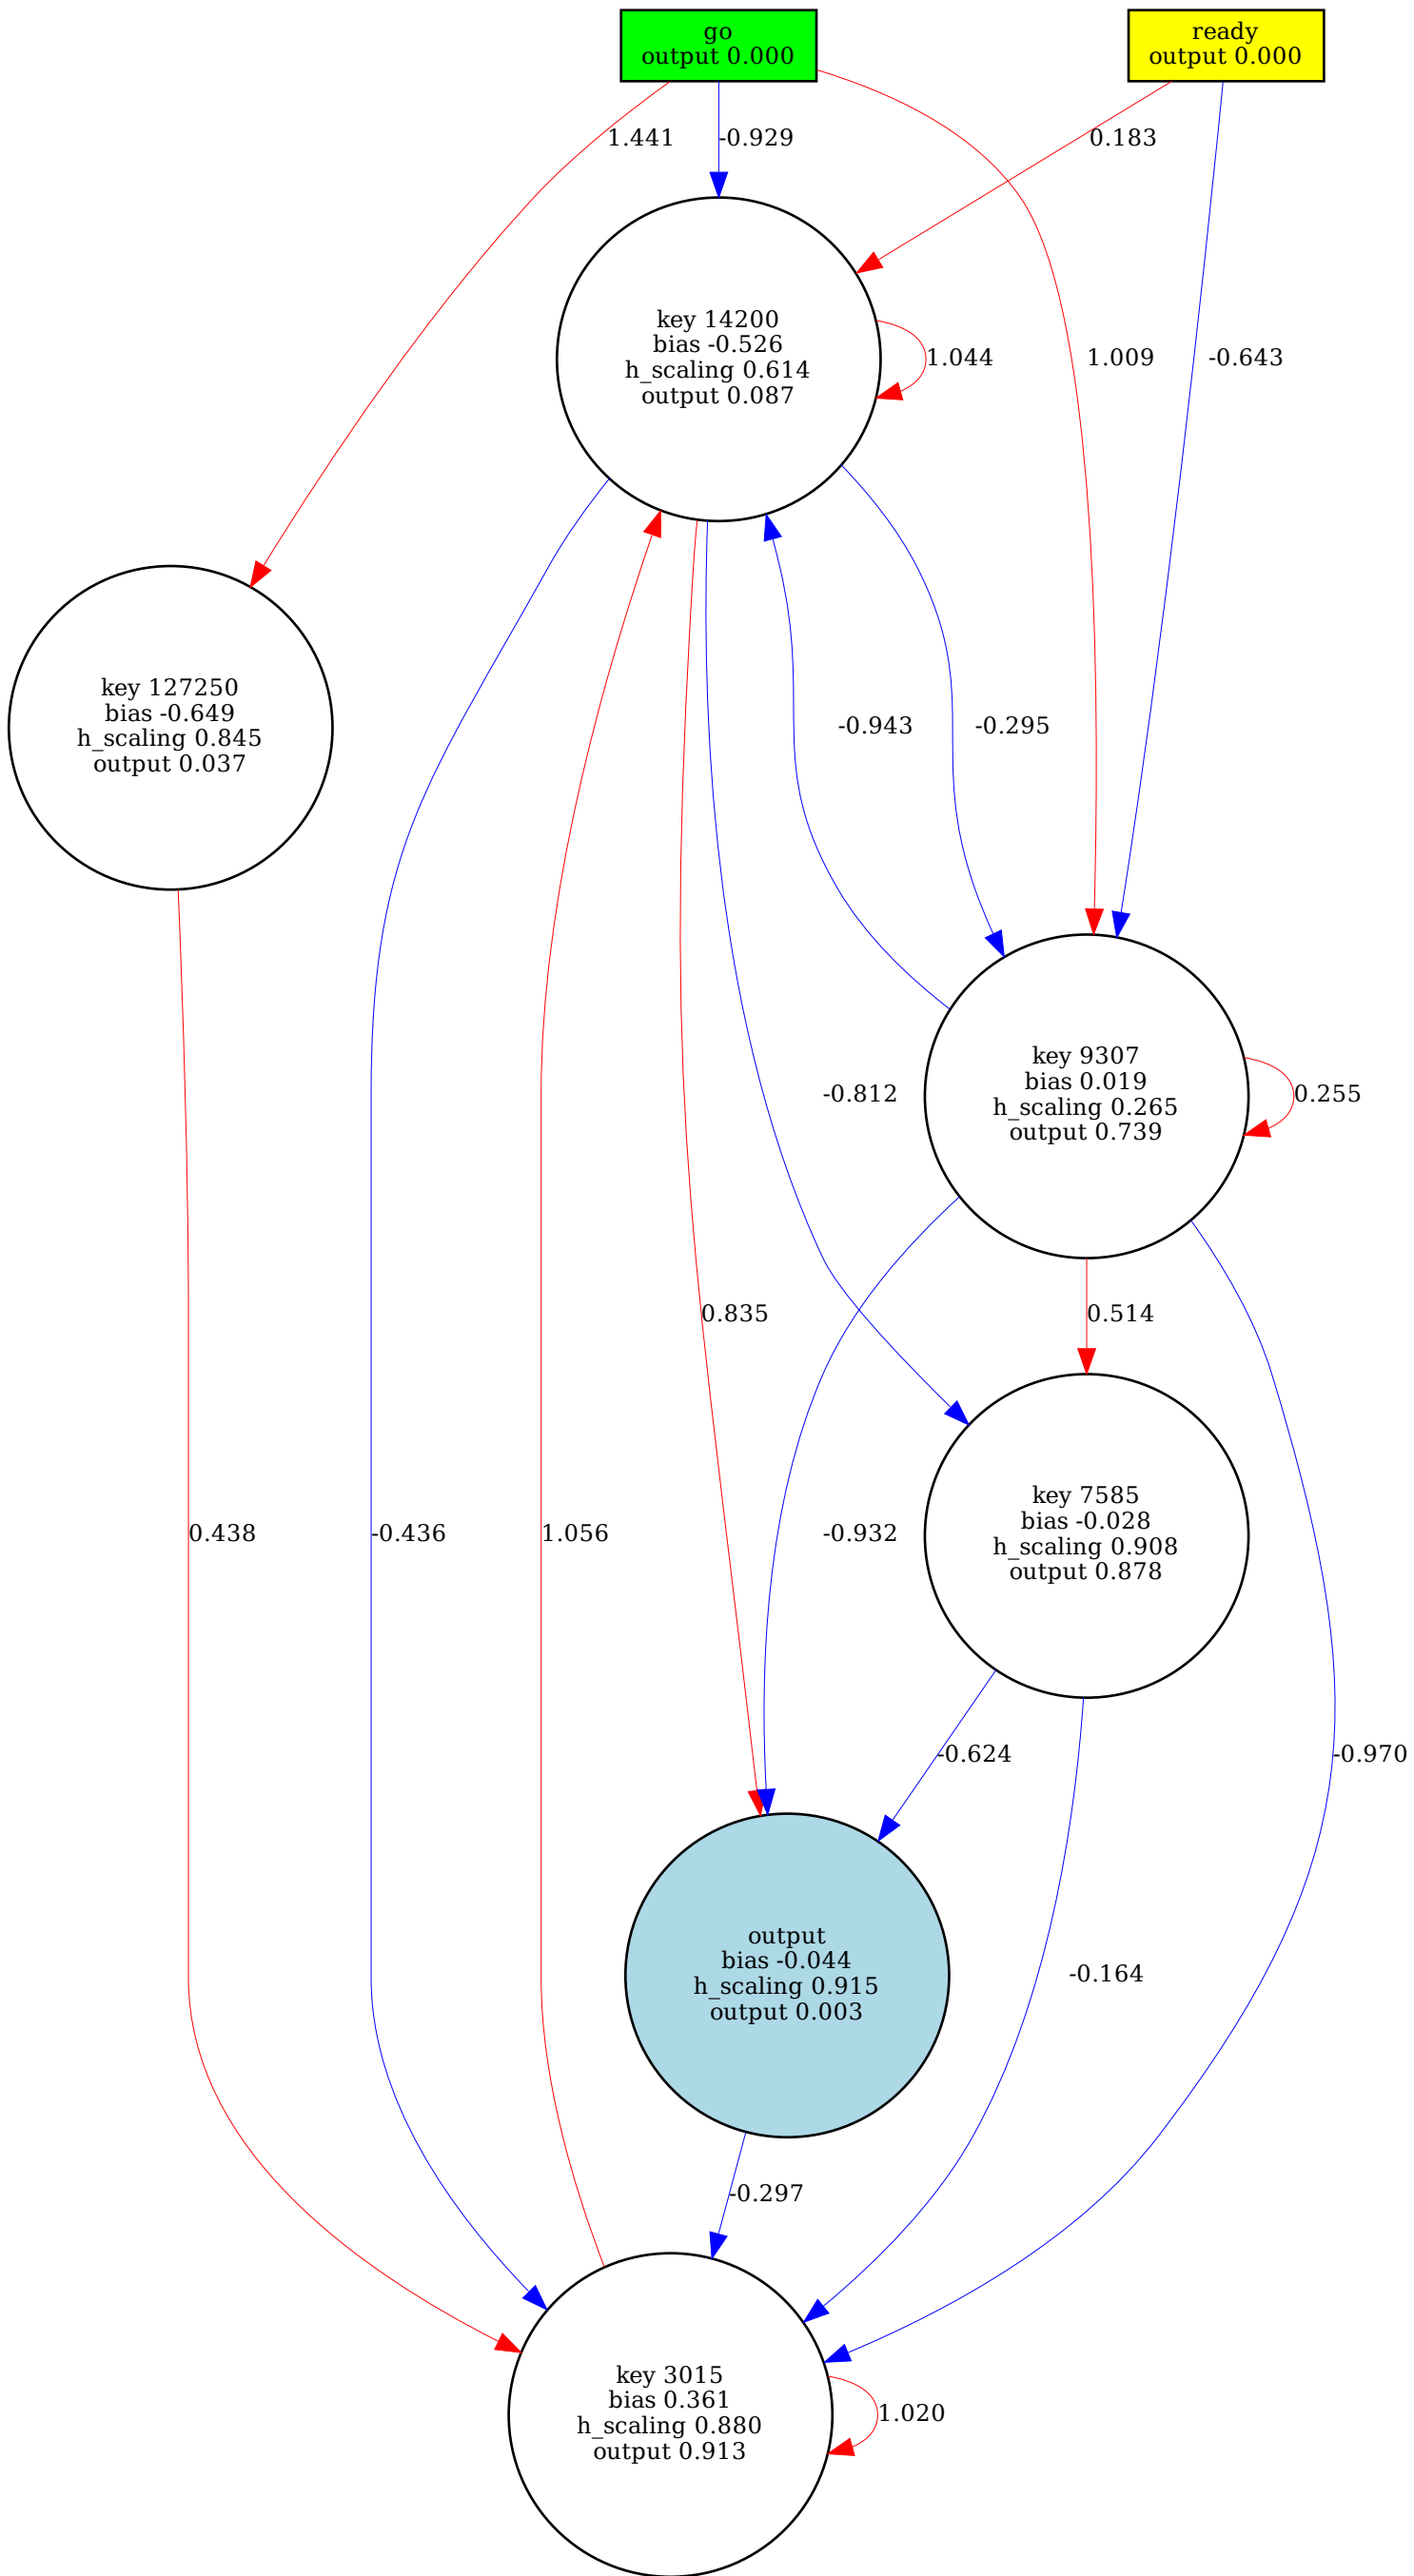 go
output 0.000
ready
output 0.000
1.441
-0.929
0.183
key 14200
bias -0.526
h_scaling 0.614
output 0.087
1.044
1.009
-0.643
key 127250
bias -0.649
h_scaling 0.845
output 0.037
-0.943
-0.295
key 9307
bias 0.019
h_scaling 0.265
output 0.739
-0.812
0.255
0.835
0.514
0.438
-0.436
1.056
-0.932
key 7585
bias -0.028
h_scaling 0.908
output 0.878
-0.624
-0.970
output
bias -0.044
h_scaling 0.915
output 0.003
-0.164
-0.297
key 3015
bias 0.361
h_scaling 0.880
output 0.913
1.020